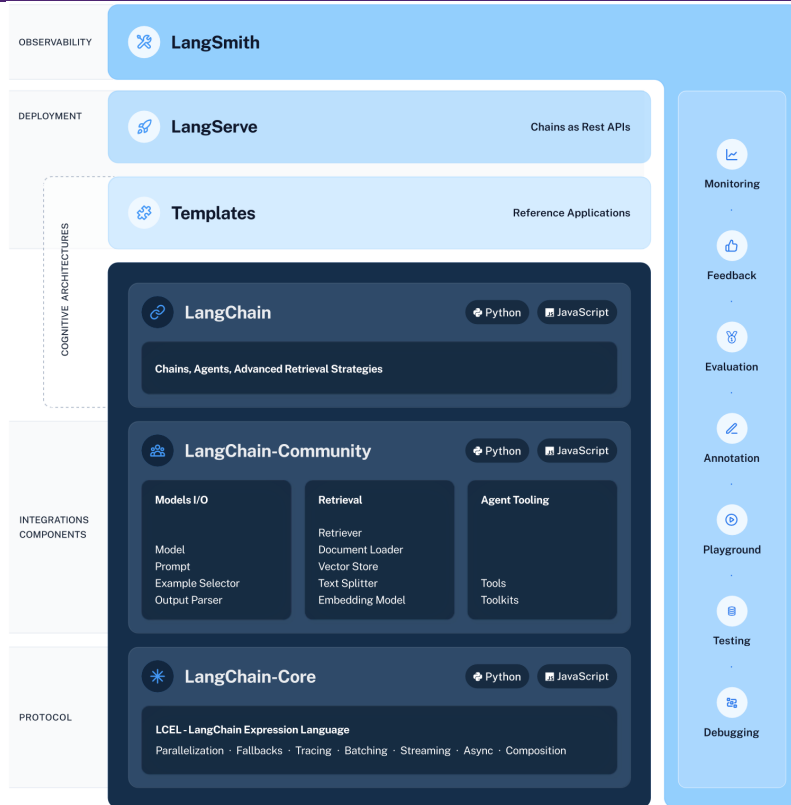 OBSERVABILITY
LangSmith
DEPLOYMENT
LangServe
Chains as Rest APIs
Templates
Reference Applications
COGNITIVE ARCHITECTURES
LangChain
Python
JavaScript
Chains, Agents, Advanced Retrieval Strategies
INTEGRATIONS
COMPONENTS
LangChain-Community
Python
JavaScript
Models I/O
Model
Prompt
Example Selector
Output Parser
Retrieval
Retriever
Document Loader
Vector Store
Text Splitter
Embedding Model
Agent Tooling
Tools
Toolkits
PROTOCOL
LangChain-Core
Python
JavaScript
LCEL - LangChain Expression Language
Parallelization · Fallbacks · Tracing · Batching · Streaming · Async · Composition
Monitoring
·
Feedback
·
Evaluation
·
Annotation
·
Playground
·
Testing
·
Debugging